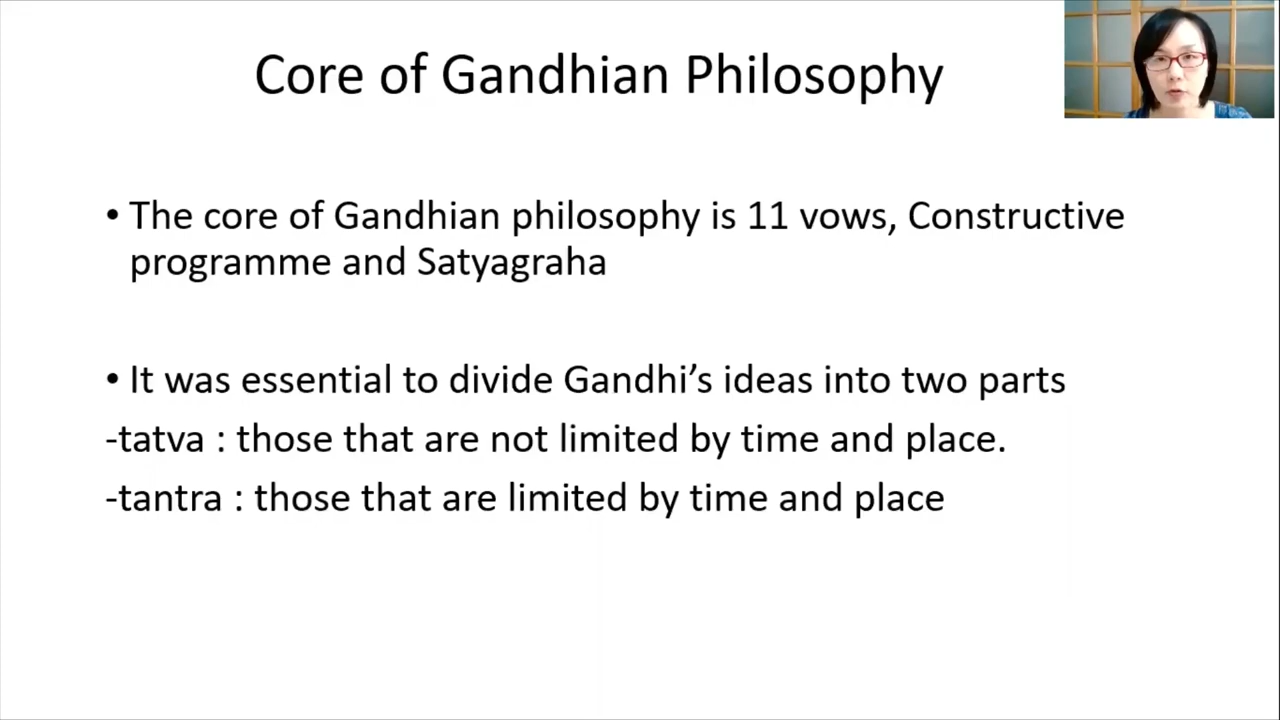 Core of Gandhian Philosophy
• The core of Gandhian philosophy is 11 vows, Constructive
programme and Satyagraha
• It was essential to divide Gandhi’s ideas into two parts
-tatva : those that are not limited by time and place.
-tantra : those that are limited by time and place